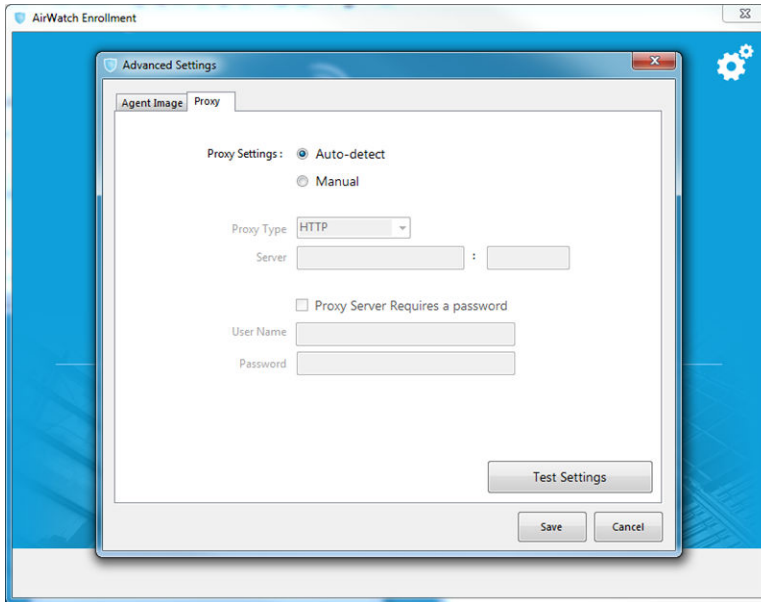 AirWatch Enrollment
Advanced Settings
Agent Image Proxy
Proxy Settings : Auto-detect
Manual
Proxy Type HTTP
Server :
Proxy Server Requires a password
User Name
Password
Test Settings
Save Cancel